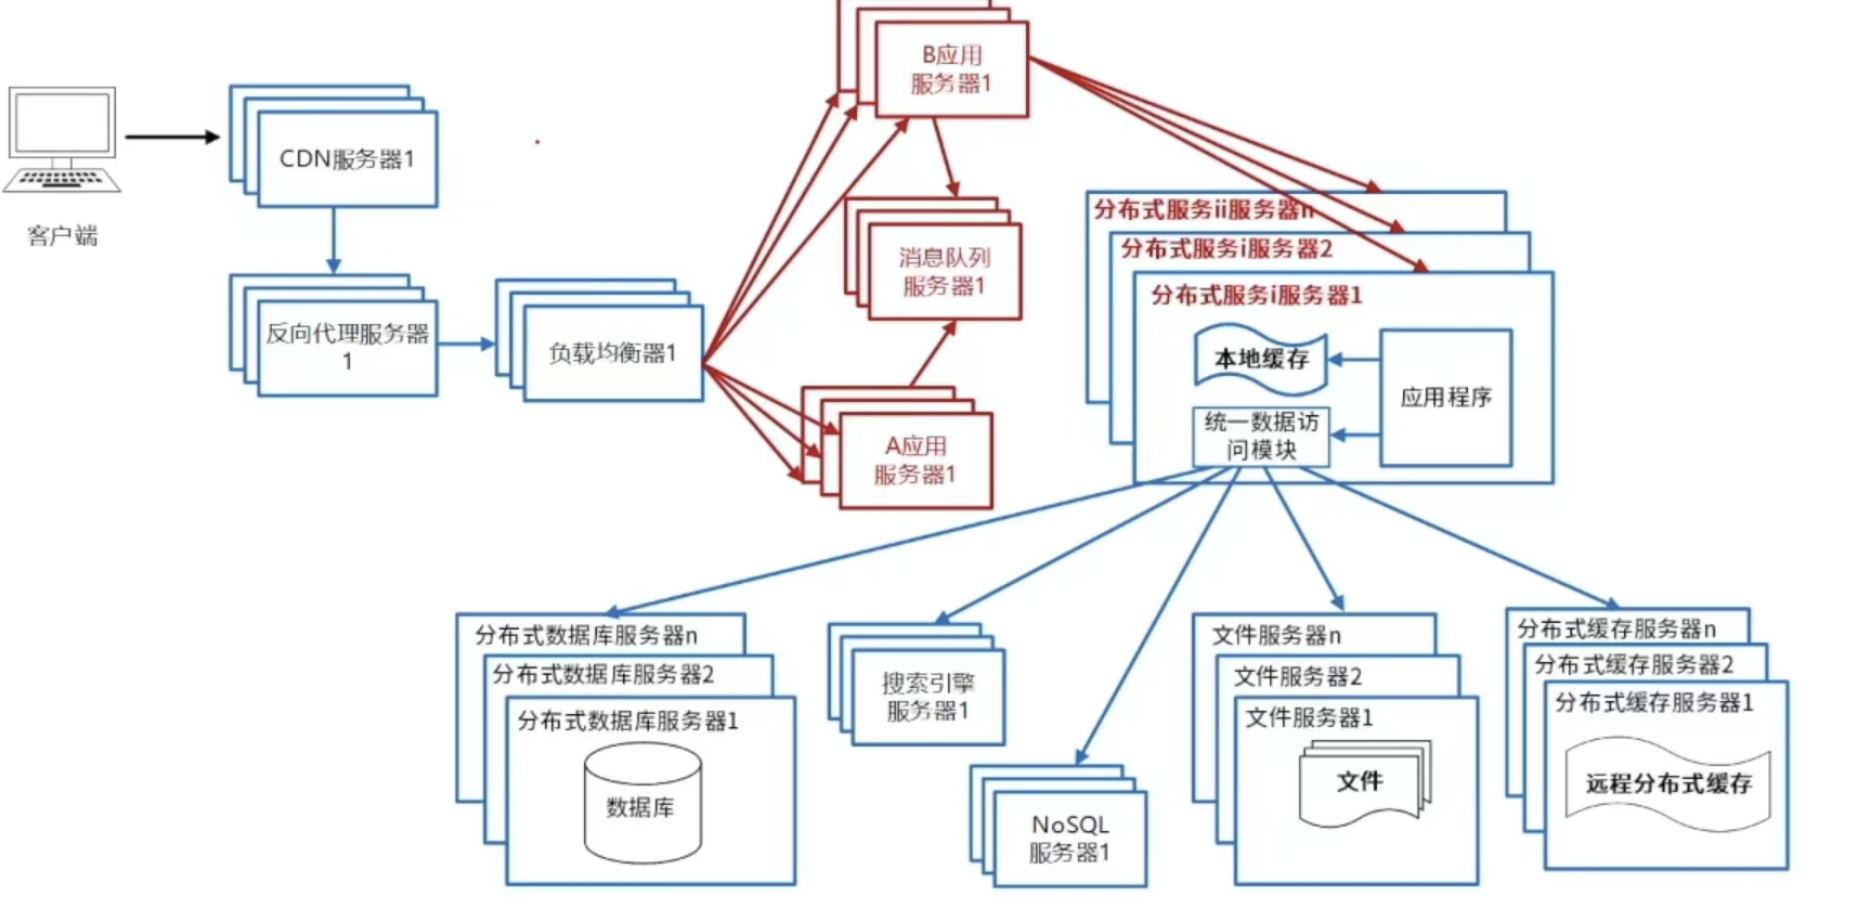 B应用
服务器1
CDN服务器1
客户端
消息队列
服务器1
反向代理服务器
1
负载均衡器1
A应用
服务器1
分布式服务ii服务器n
分布式服务i服务器2
分布式服务i服务器1
本地缓存
应用程序
统一数据访
问模块
分布式数据库服务器n
分布式数据库服务器2
分布式数据库服务器1
数据库
搜索引擎
服务器1
NoSQL
服务器1
文件服务器n
文件服务器2
文件服务器1
文件
分布式缓存服务器n
分布式缓存服务器2
分布式缓存服务器1
远程分布式缓存